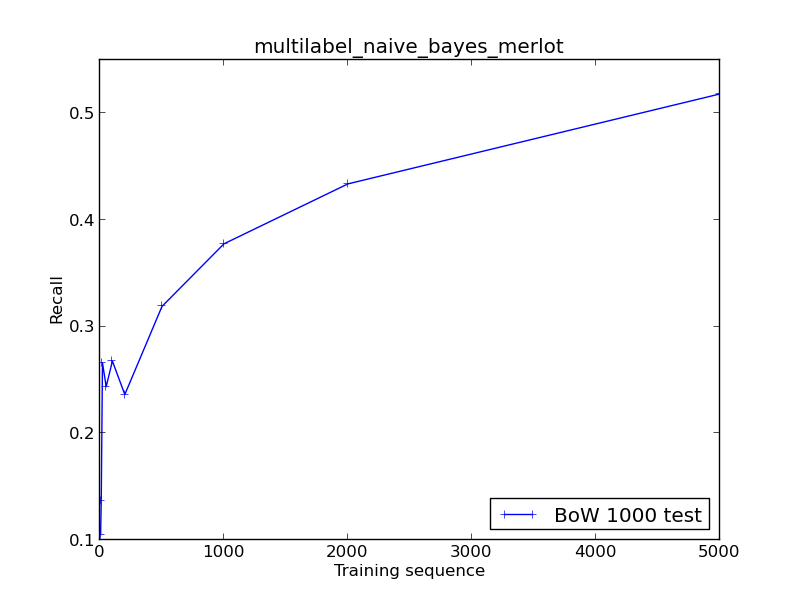 multilabel_naive_bayes_merlot
0.5
0.4
0.3
0.2
0.1
Recall
BoW 1000 test
0 1000 2000 3000 4000 5000
Training sequence